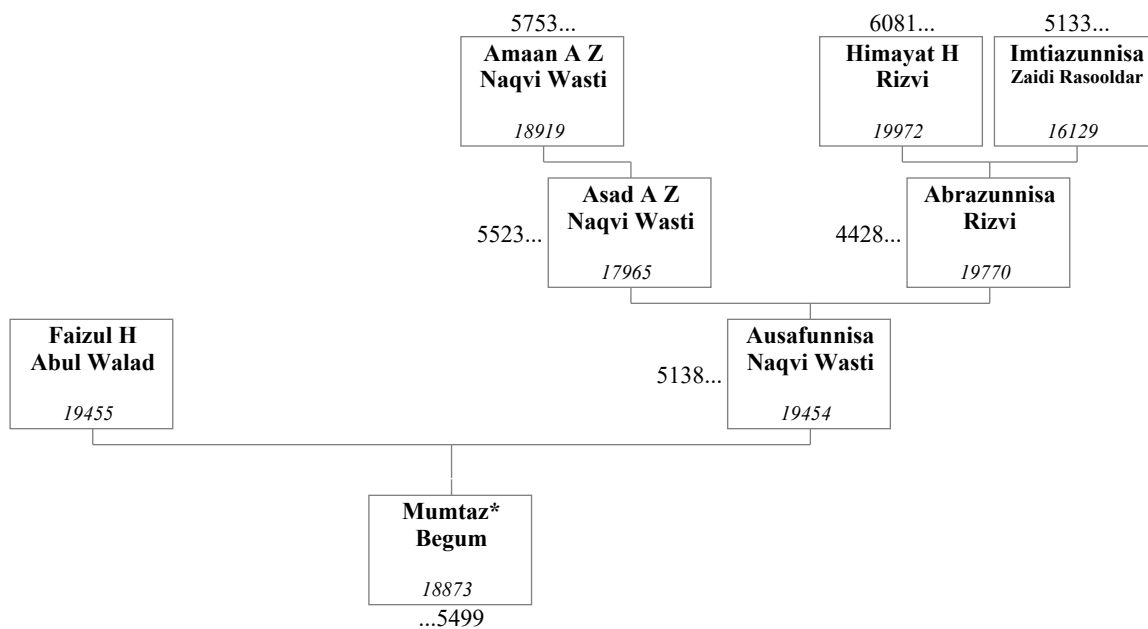 5753...
6081...
5133...
Amaan A Z
Naqvi Wasti
18919
Himayat H
Rizvi
19972
Imtiazunnisa
Zaidi Rasooldar
16129
5523...
Asad A Z
Naqvi Wasti
17965
4428...
Abrazunnisa
Rizvi
19770
Faizul H
Abul Walad
19455
5138...
Ausafunnisa
Naqvi Wasti
19454
Mumtaz*
Begum
18873
...5499